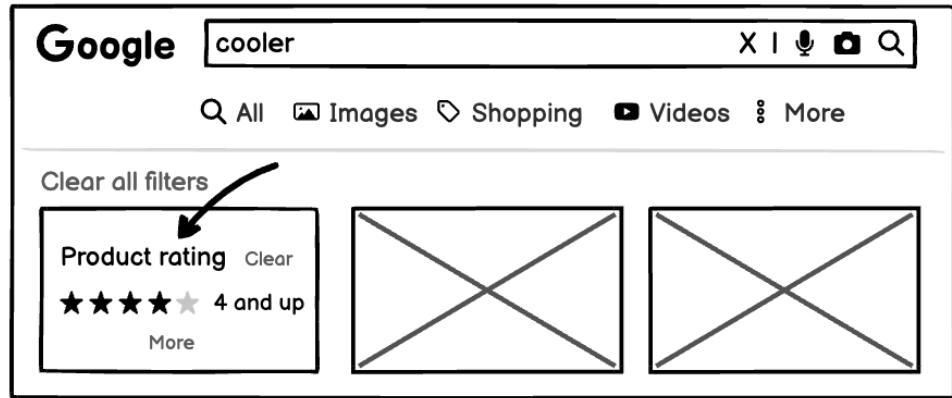 Google cooler X |
All Images Shopping Videos More
Clear all filters
Product rating Clear
4 and up
More